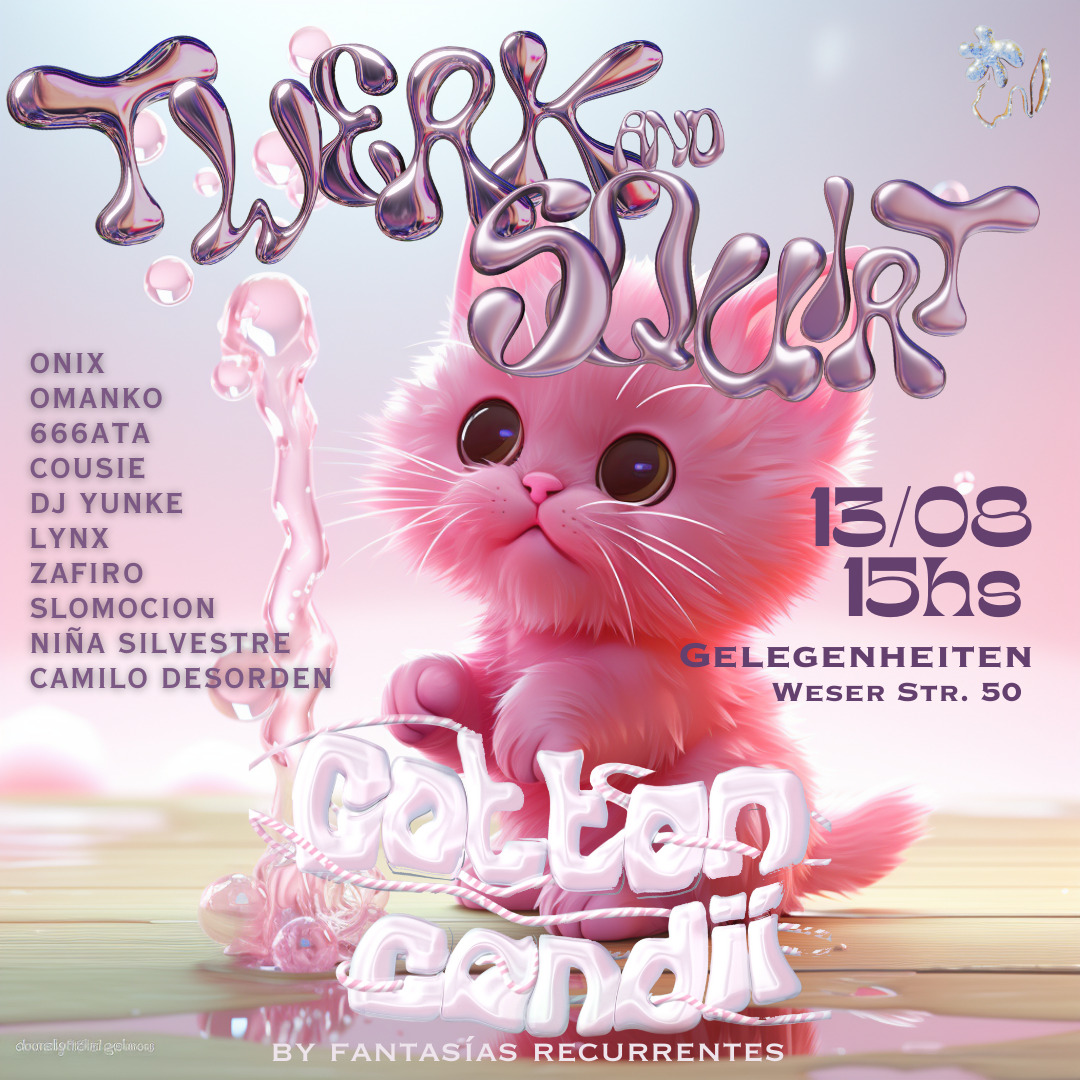 TWERK
AND
SQUIRT
ONIX
OMANKO
666ATA
COUSIE
DJ YUNKE
LYNX
ZAFIRO
SLOMOCION
NIÑA SILVESTRE
CAMILO DESORDEN
13/08
15hs
GELEGENHEITEN
WESER STR. 50
Cotton
candii
BY FANTASÍAS RECURRENTES